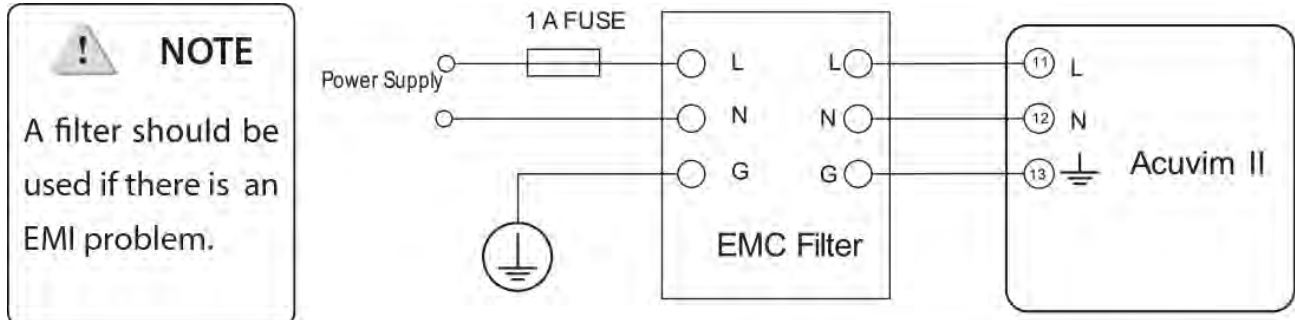 !
NOTE
A filter should be
used if there is an
EMI problem.
1 A FUSE
Power Supply
L
L
11
L
N
N
12
N
G
G
13
EMC Filter
Acuvim II